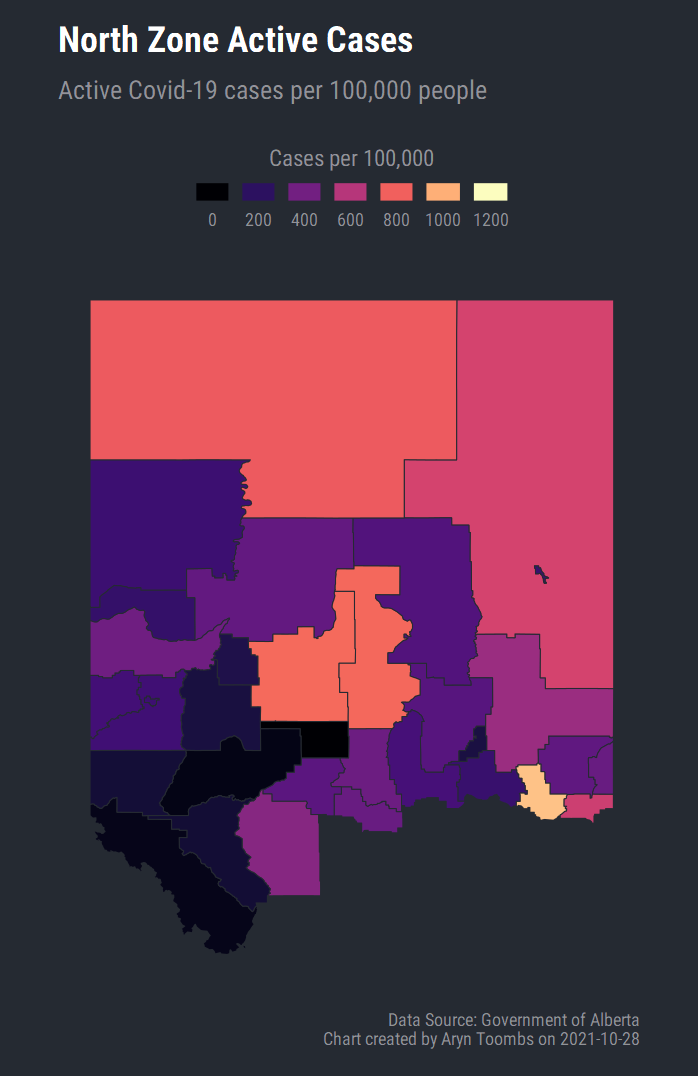 North Zone Active Cases
Active Covid-19 cases per 100,000 people
Cases per 100,000
0 200 400 600 800 1000 1200
Data Source: Government of Alberta
Chart created by Aryn Toombs on 2021-10-28